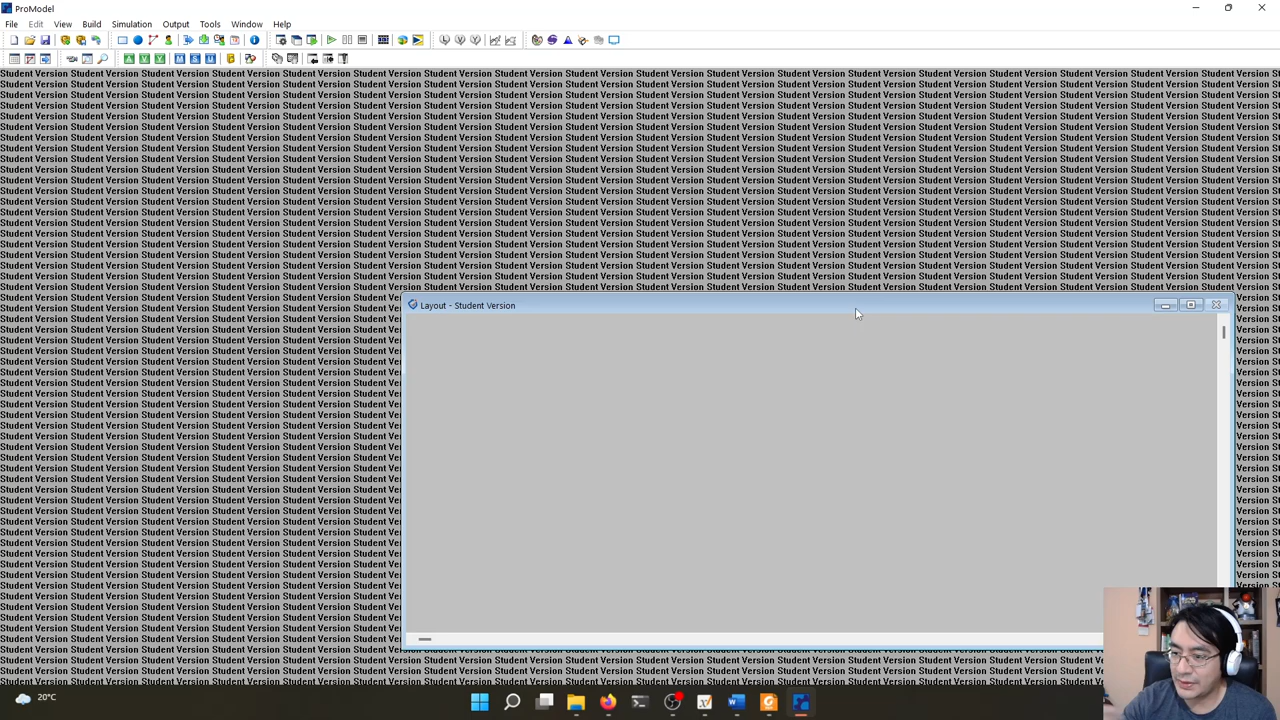 ProModel
File Edit View Build Simulation Output Tools Window Help
Student Version Student Version Student Version Student Version Student Version Student Version Student Version Student Version Student Version Student Version Student Version Student Version Student Version Student Version Student Version Student Version Student Version Student Version St
Layout - Student Version
20°C